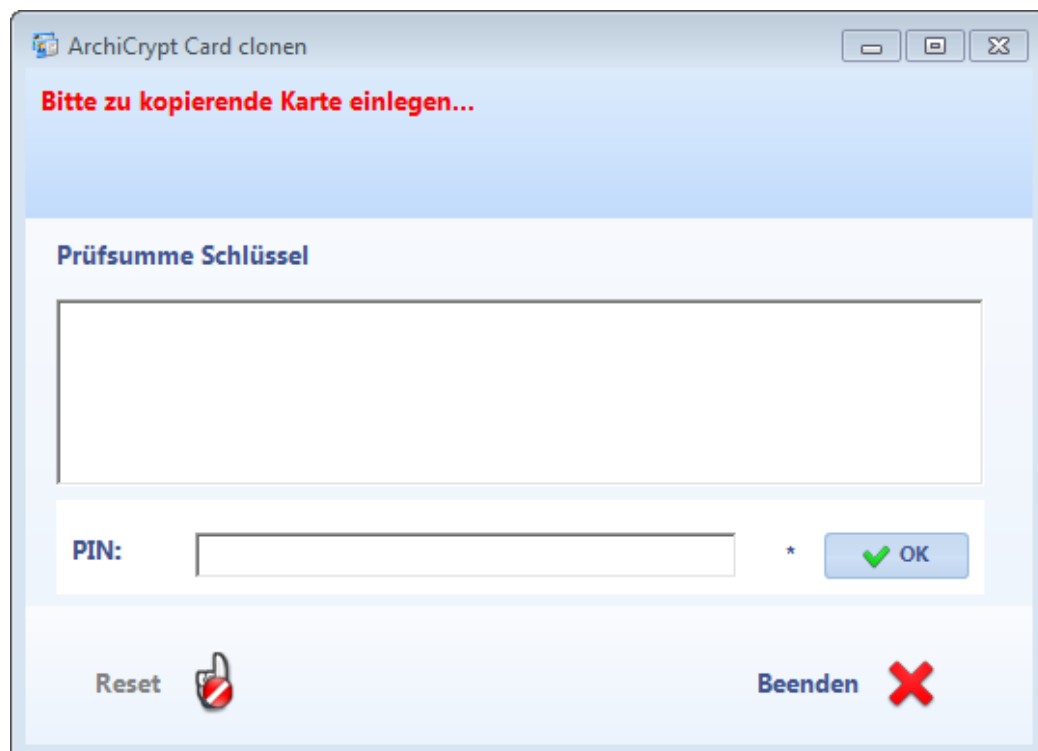 ArchiCrypt Card clonen
Bitte zu kopierende Karte einlegen...
Prüfsumme Schlüssel
PIN: * OK
Reset Beenden